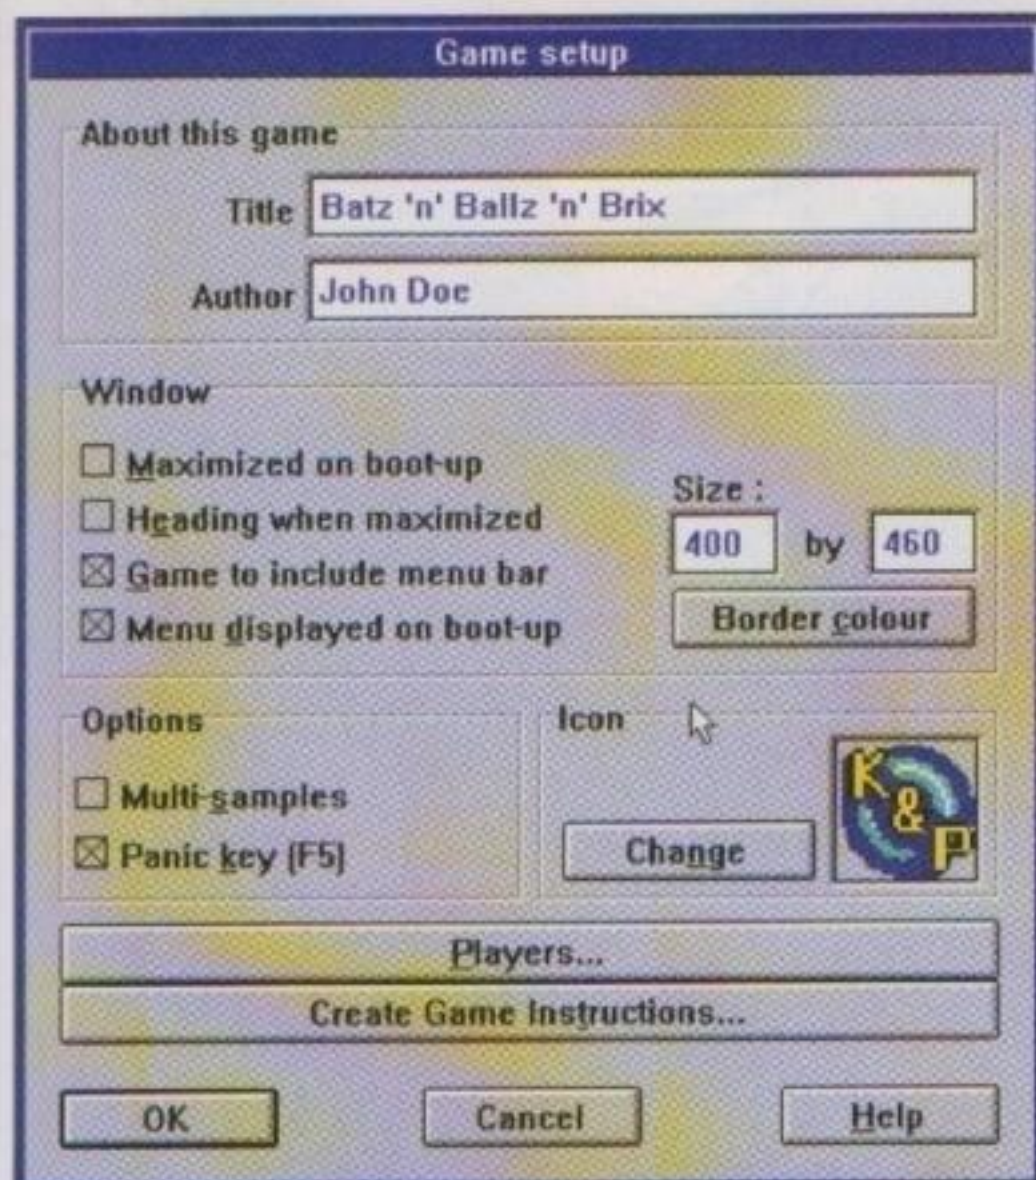 Game setup
About this game
Title Batz 'n' Ballz 'n' Brix
Author John Doe
Window
Maximized on boot-up
Heading when maximized
Game to include menu bar
Menu displayed on boot-up
Size :
400 by 460
Border colour
Options
Multi-samples
Panic key (F5)
Icon
Change
K & P
Players...
Create Game Instructions...
OK Cancel Help